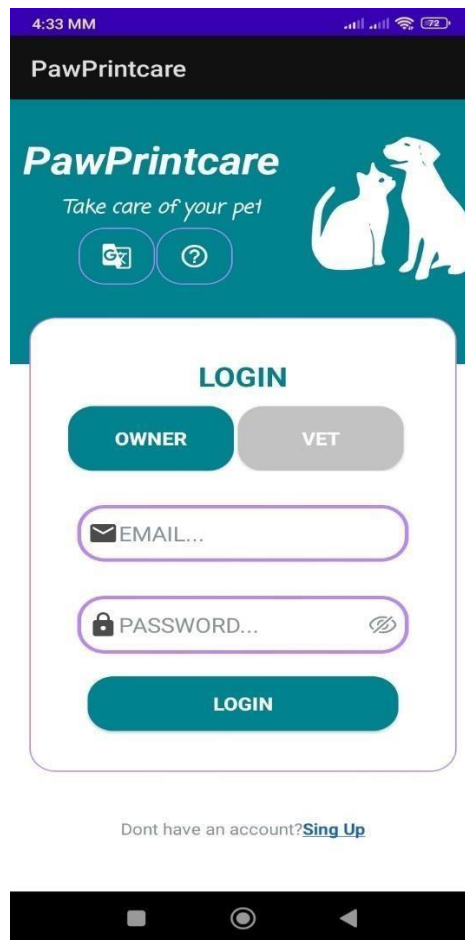 4:33 MM
72
PawPrintcare
PawPrintcare
Take care of your pet
G
LOGIN
OWNER VET
EMAIL...
PASSWORD...
LOGIN
Dont have an account?Sing Up